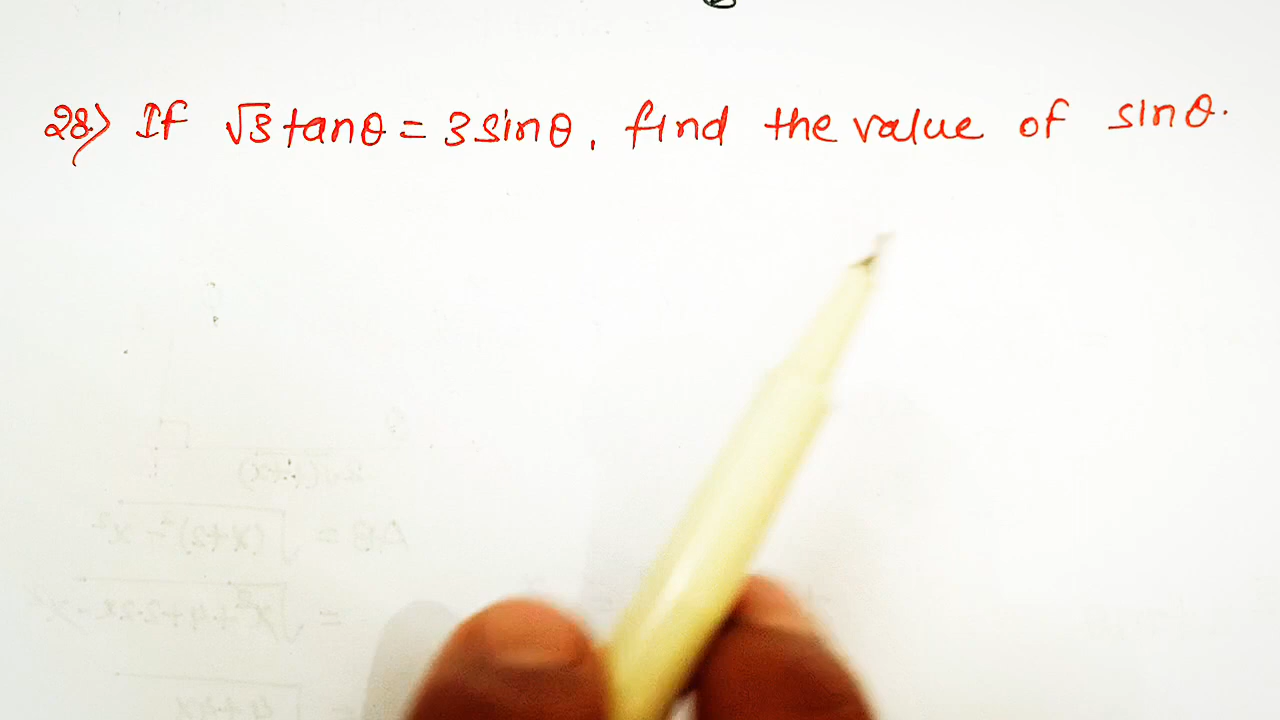 28) If √3 tanθ = 3 sinθ, find the value of sinθ.